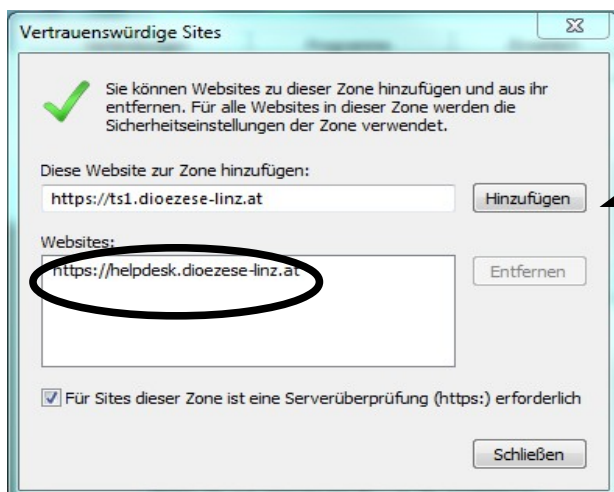 Vertrauenswürdige Sites
Sie können Websites zu dieser Zone hinzufügen und aus ihr
entfernen. Für alle Websites in dieser Zone werden die
Sicherheitseinstellungen der Zone verwendet.
Diese Website zur Zone hinzufügen:
https://ts1.dioezese-linz.at
Hinzufügen
Websites:
https://helpdesk.dioezese-linz.at
Entfernen
Für Sites dieser Zone ist eine Serverüberprüfung (https:) erforderlich
Schließen